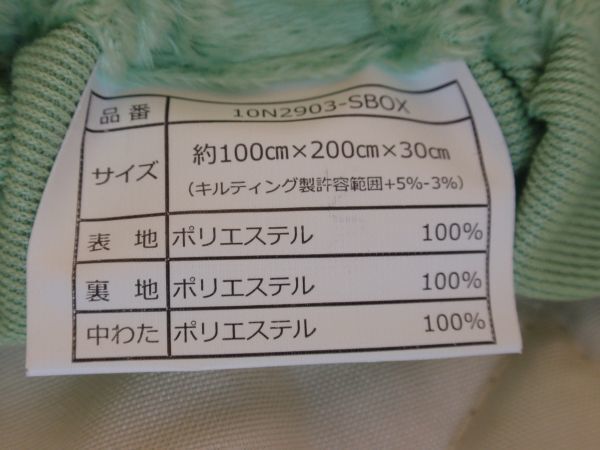 品番 10N2903-SBOX
サイズ 約100㎝×200㎝×30㎝
(キルティング製許容範囲+5%-3%)
表 地 ポリエステル 100%
裏 地 ポリエステル 100%
中わた ポリエステル 100%